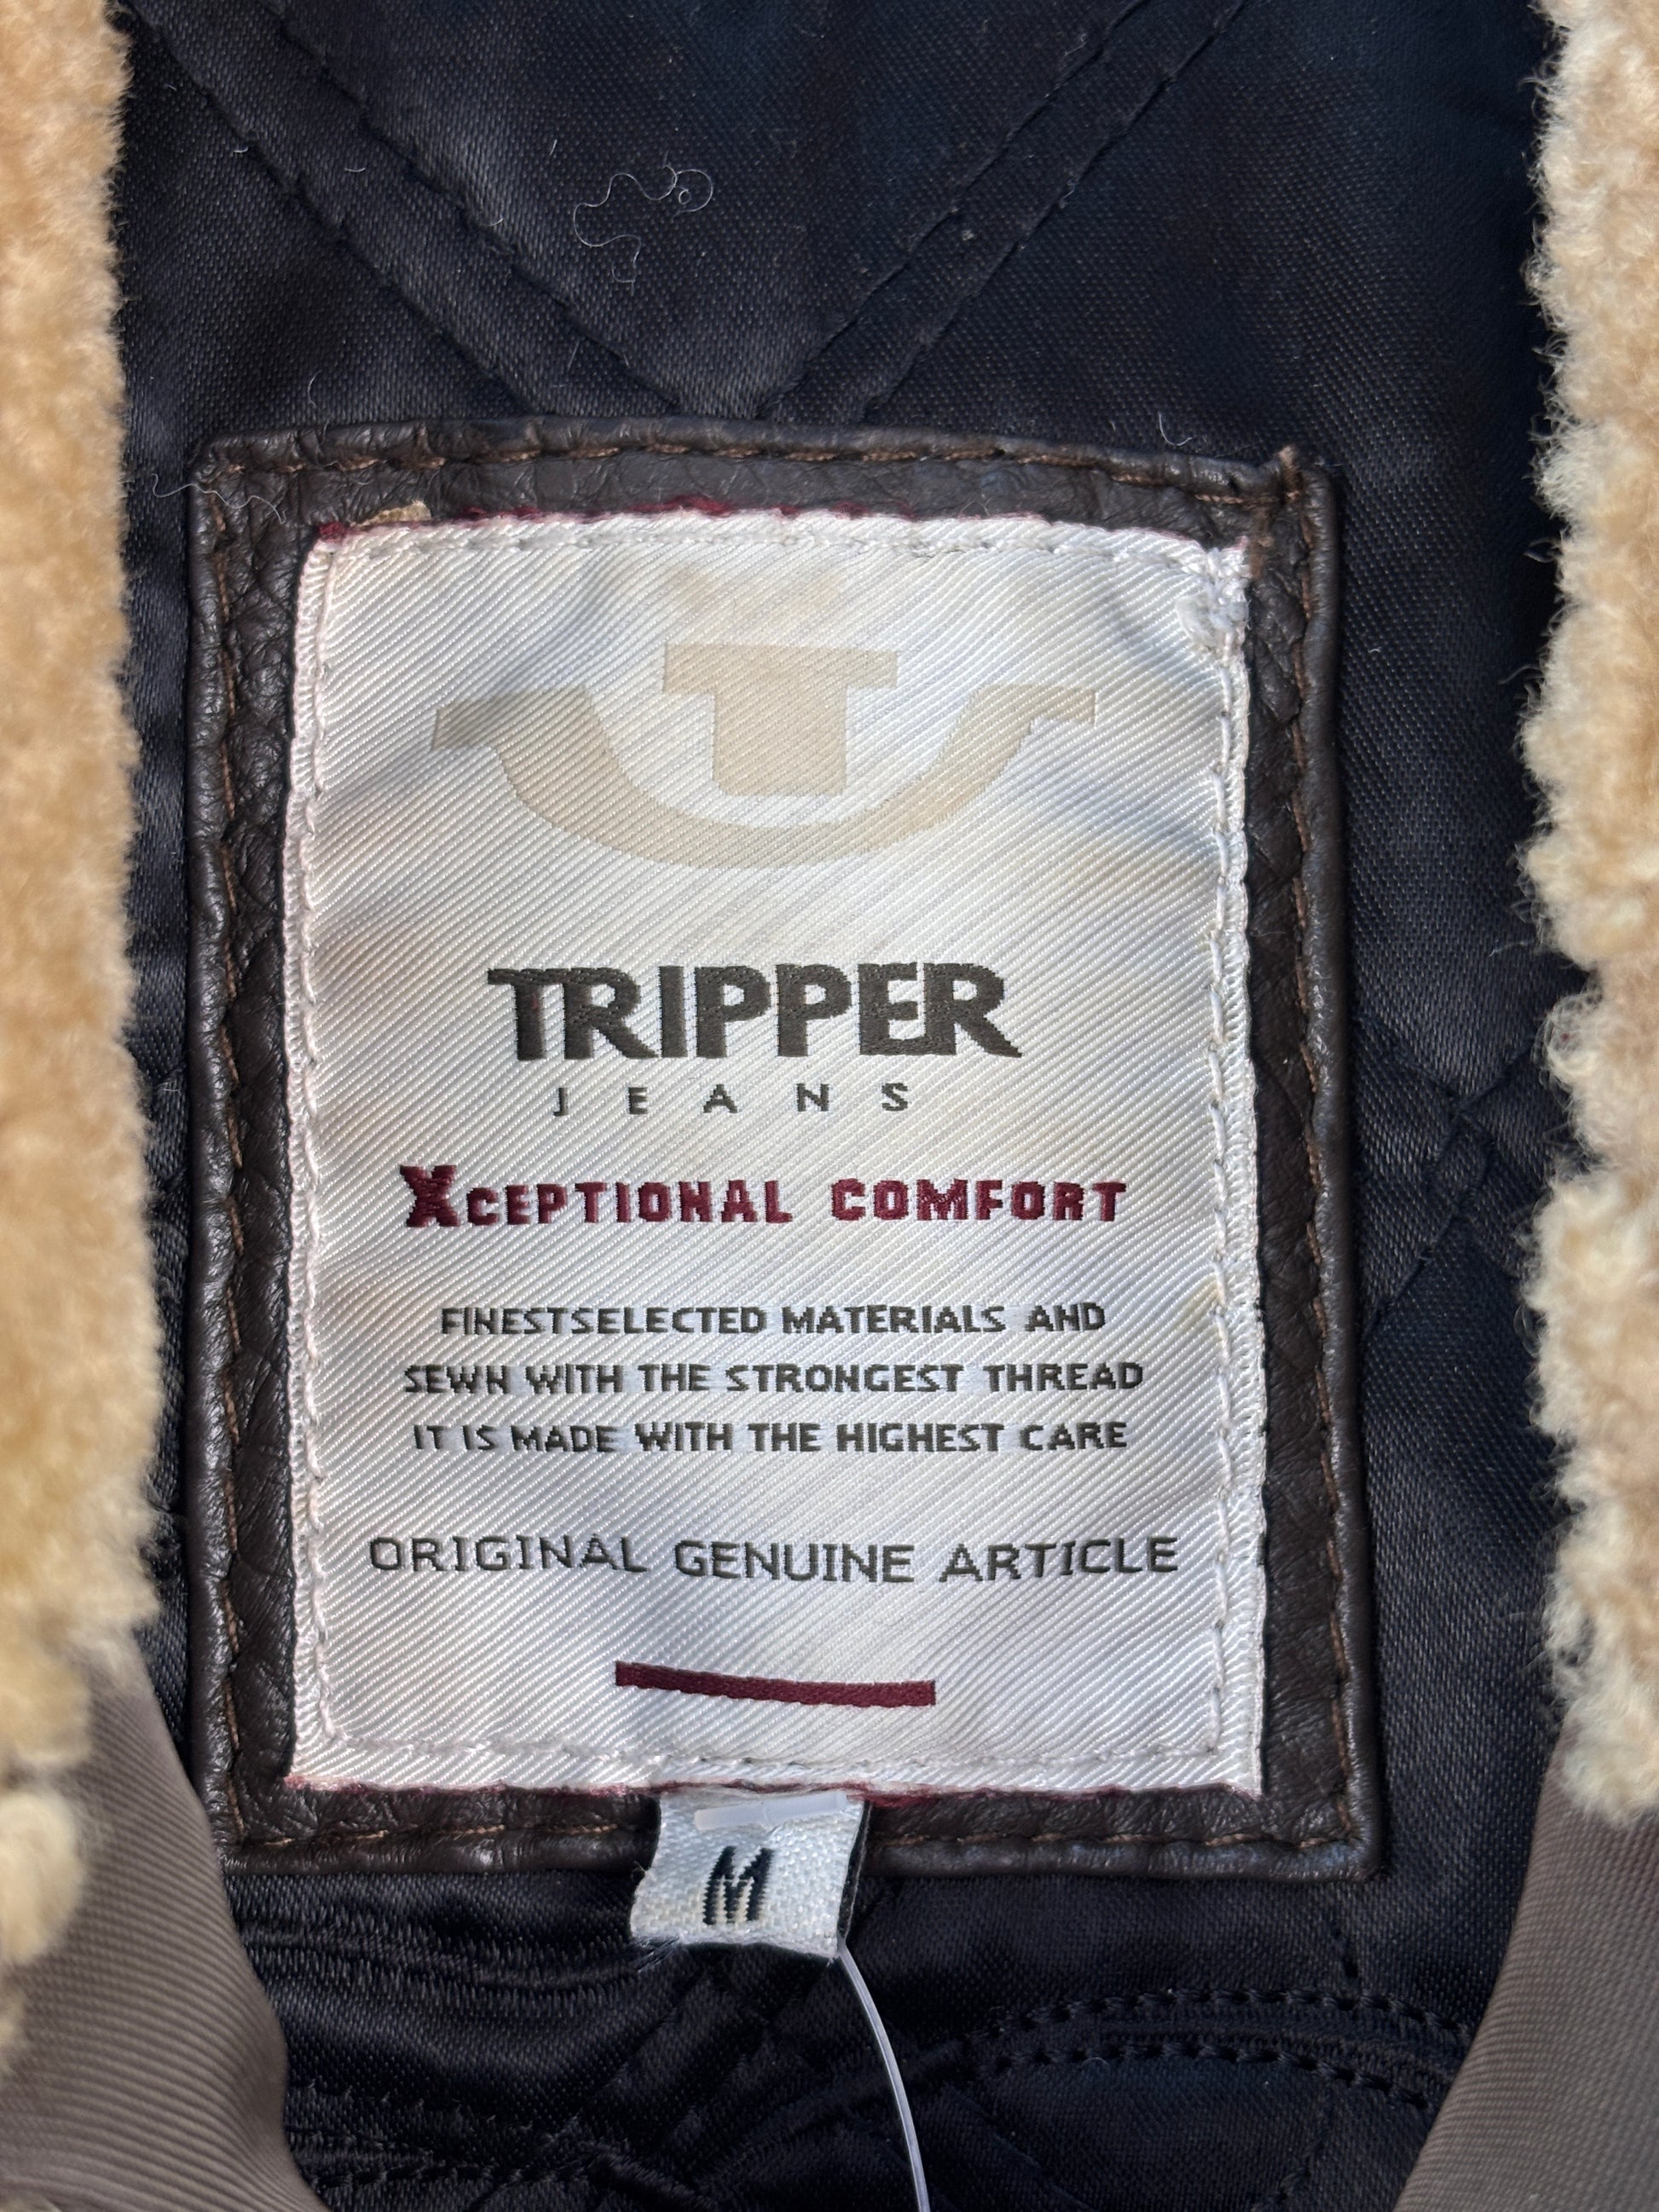 T
TRIPPER
JEANS
XCEPTIONAL COMFORT
FINESTSELECTED MATERIALS AND
SEWN WITH THE STRONGEST THREAD
IT IS MADE WITH THE HIGHEST CARE
ORIGINAL GENUINE ARTICLE
M